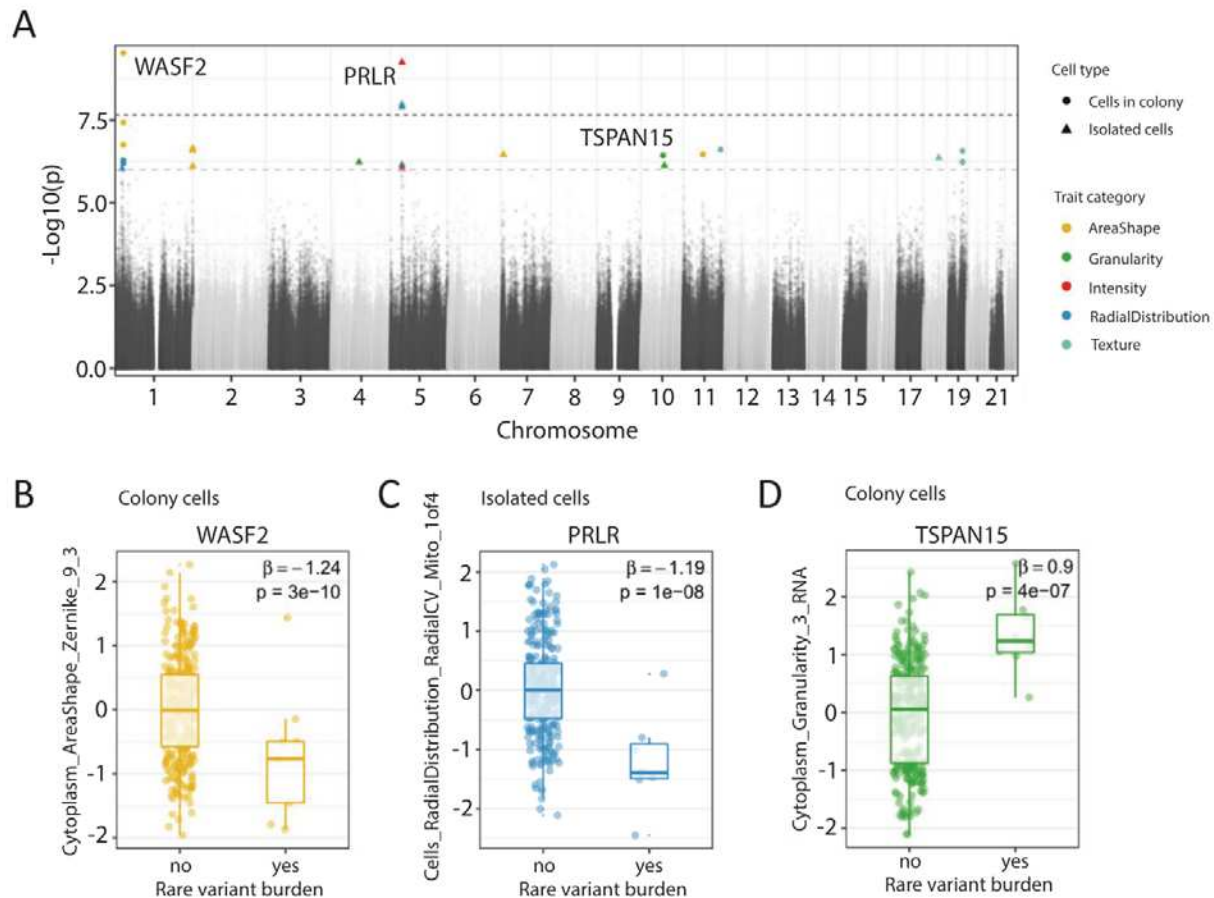 A
WASF2
PRLR
TSPAN15
7.5
5.0
2.5
0.0
-Log10(p)
1 2 3 4 5 6 7 8 9 10 11 12 13 14 15 17 19 21
Chromosome
Cell type
Cells in colony
Isolated cells
Trait category
AreaShape
Granularity
Intensity
RadialDistribution
Texture
B
Colony cells
WASF2
β = −1.24
p = 3e−10
Cytoplasm_AreaShape_Zernike_9_3
2
1
0
-1
-2
no yes
Rare variant burden
C
Isolated cells
PRLR
β = −1.19
p = 1e−08
Cells_RadialDistribution_RadialCV_Mito_1of4
2
1
0
-1
-2
no yes
Rare variant burden
D
Colony cells
TSPAN15
β = 0.9
p = 4e−07
Cytoplasm_Granularity_3_RNA
2
1
0
-1
-2
no yes
Rare variant burden